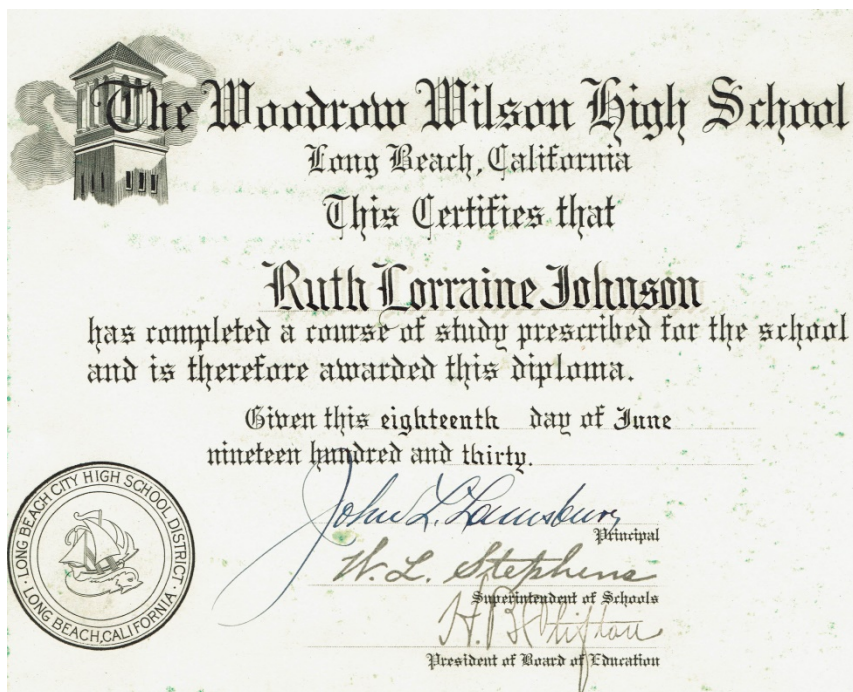 The Woodrow Wilson High School
Long Beach, California
This Certifies that
Ruth Lorraine Johnson
has completed a course of study prescribed for the school
and is therefore awarded this diploma.
Given this eighteenth day of June
nineteen hundred and thirty.
John L. Lounsbury
Principal
W. L. Stephens
Superintendent of Schools
H.
President of Board of Education
LONG BEACH CITY HIGH SCHOOL DISTRICT
LONG BEACH, CALIFORNIA